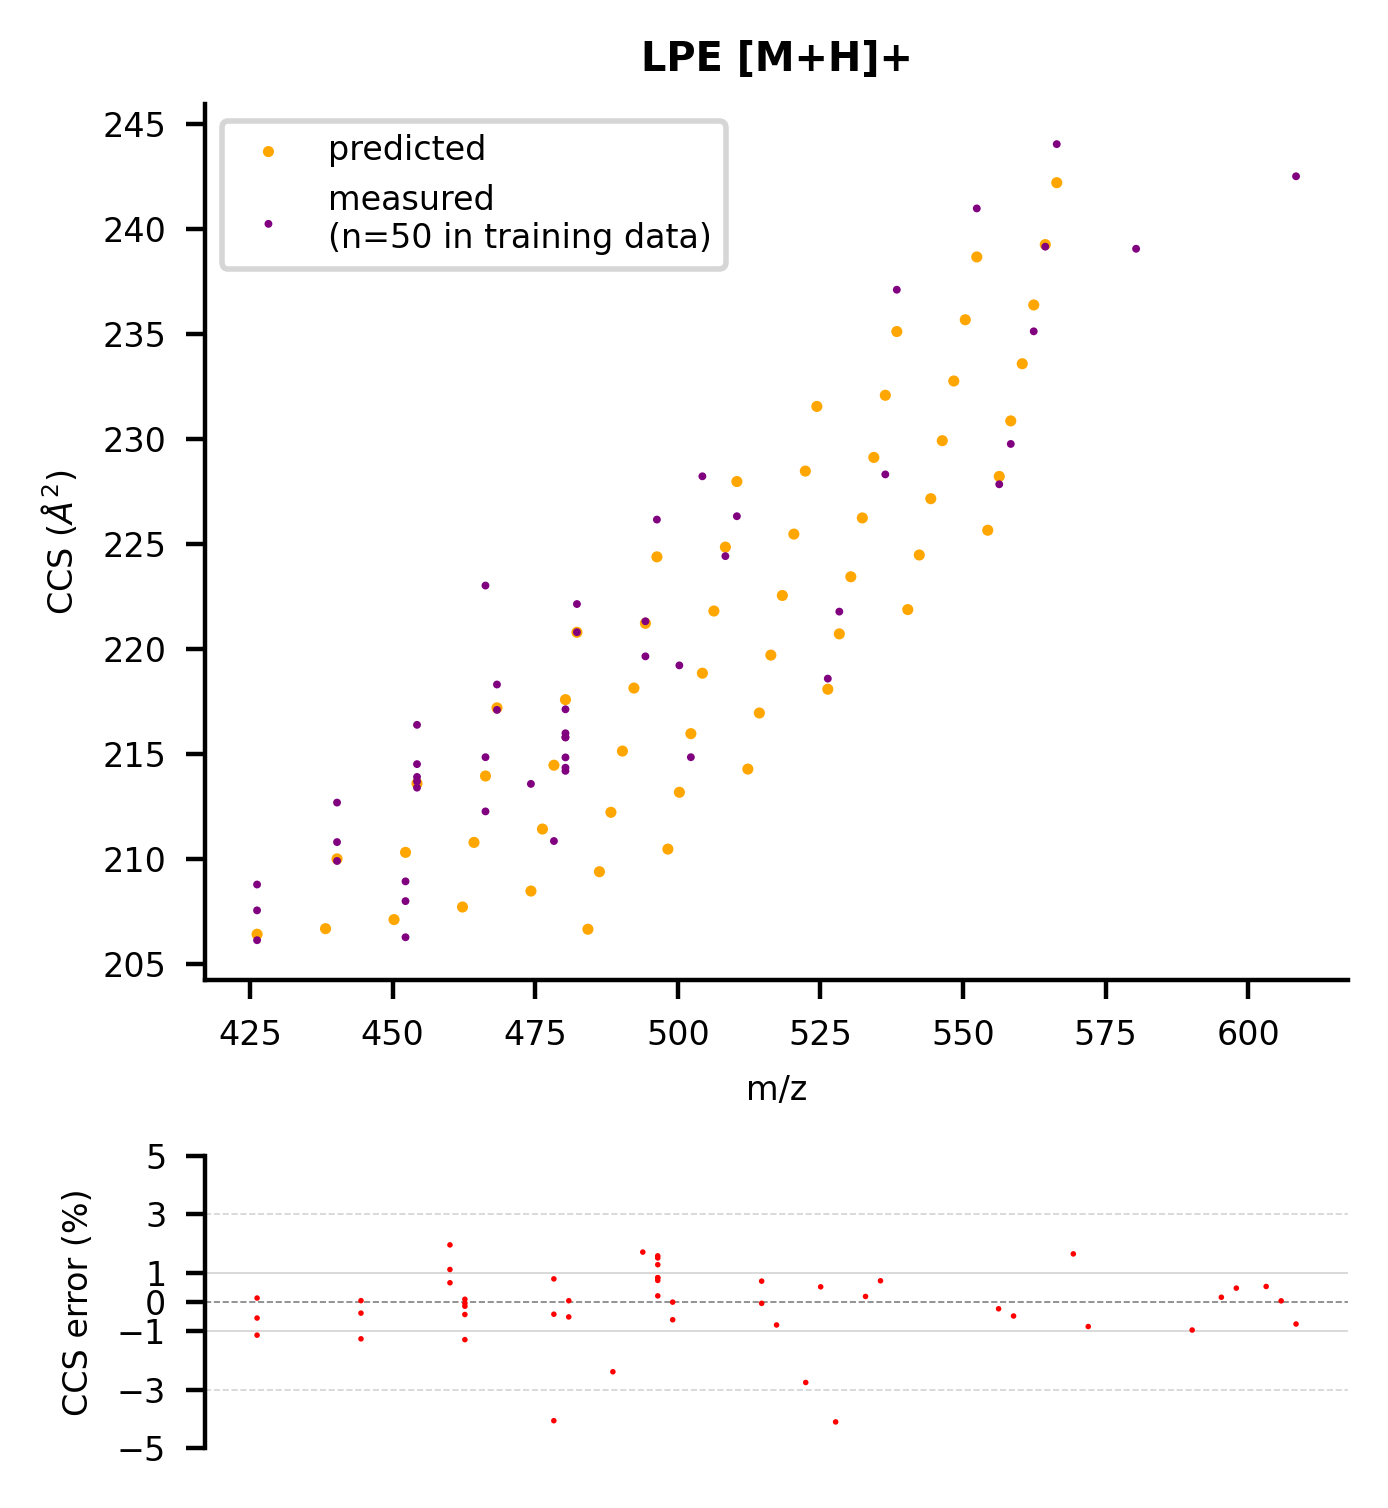 LPE [M+H]+
245
240
235
230
225
220
215
210
205
CCS (Å²)
predicted
measured
(n=50 in training data)
425 450 475 500 525 550 575 600
m/z
5
3
1
0
−1
−3
−5
CCS error (%)